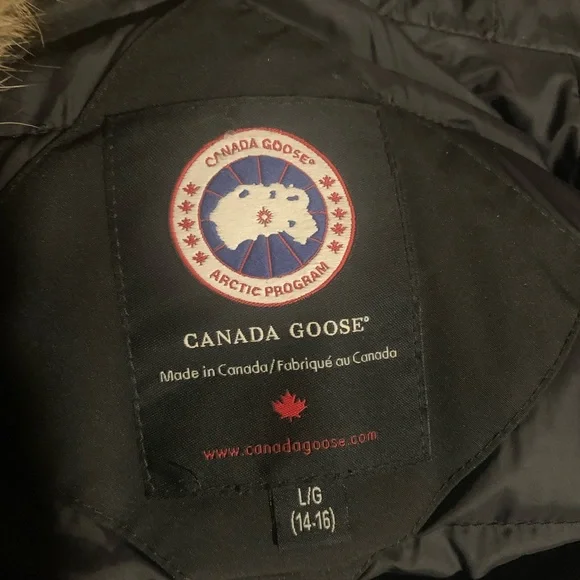 CANADA GOOSE®
ARCTIC PROGRAM
CANADA GOOSE®
Made in Canada/Fabriqué au Canada
www.canadagoose.com
L/G
(14-16)